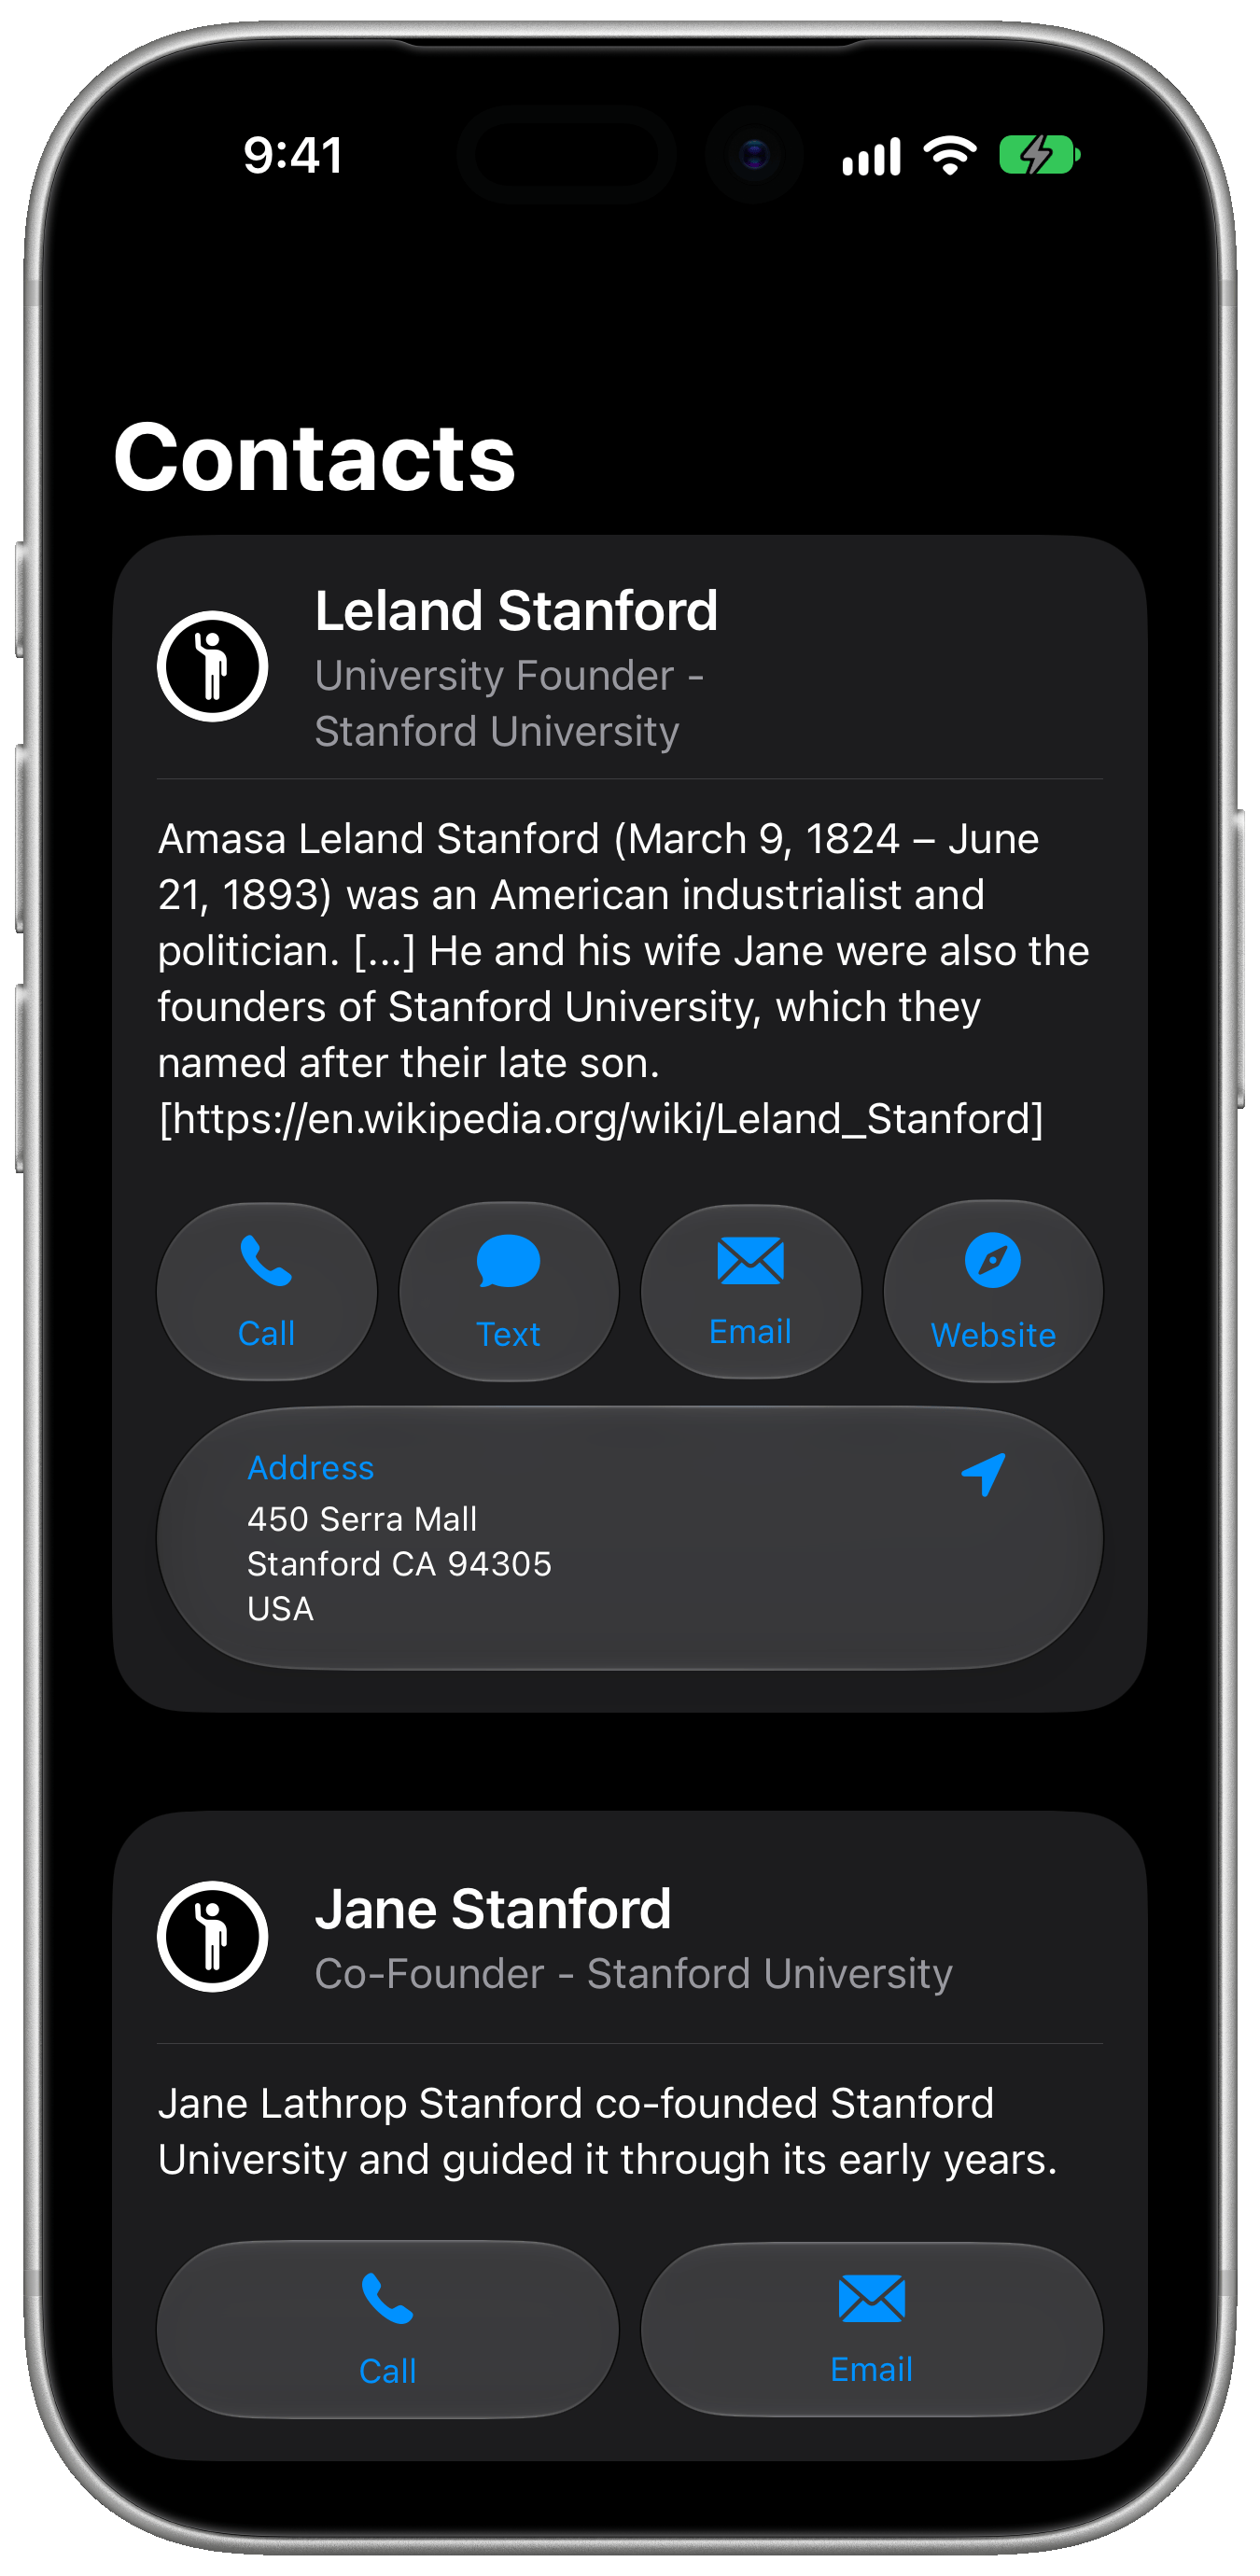 9:41
Contacts
Leland Stanford
University Founder -
Stanford University
Amasa Leland Stanford (March 9, 1824 – June
21, 1893) was an American industrialist and
politician. [...] He and his wife Jane were also the
founders of Stanford University, which they
named after their late son.
[https://en.wikipedia.org/wiki/Leland_Stanford]
Call
Text
Email
Website
Address
450 Serra Mall
Stanford CA 94305
USA
Jane Stanford
Co-Founder - Stanford University
Jane Lathrop Stanford co-founded Stanford
University and guided it through its early years.
Call
Email